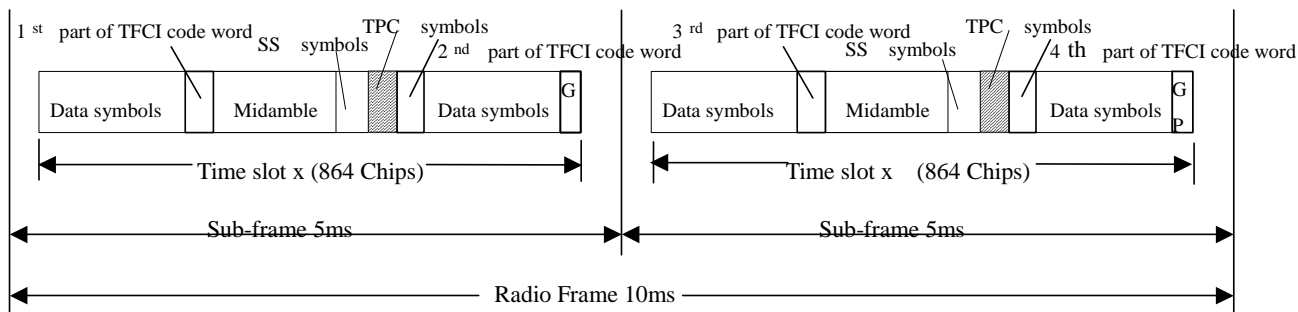 1 st part of TFCI code word
SS symbols
TPC symbols
2 nd part of TFCI code word
3 rd part of TFCI code word
SS symbols
TPC symbols
4 th part of TFCI code word
Data symbols
Midamble
Data symbols
G
Data symbols
Midamble
Data symbols
G
P
Time slot x (864 Chips)
Time slot x (864 Chips)
Sub-frame 5ms
Sub-frame 5ms
Radio Frame 10ms